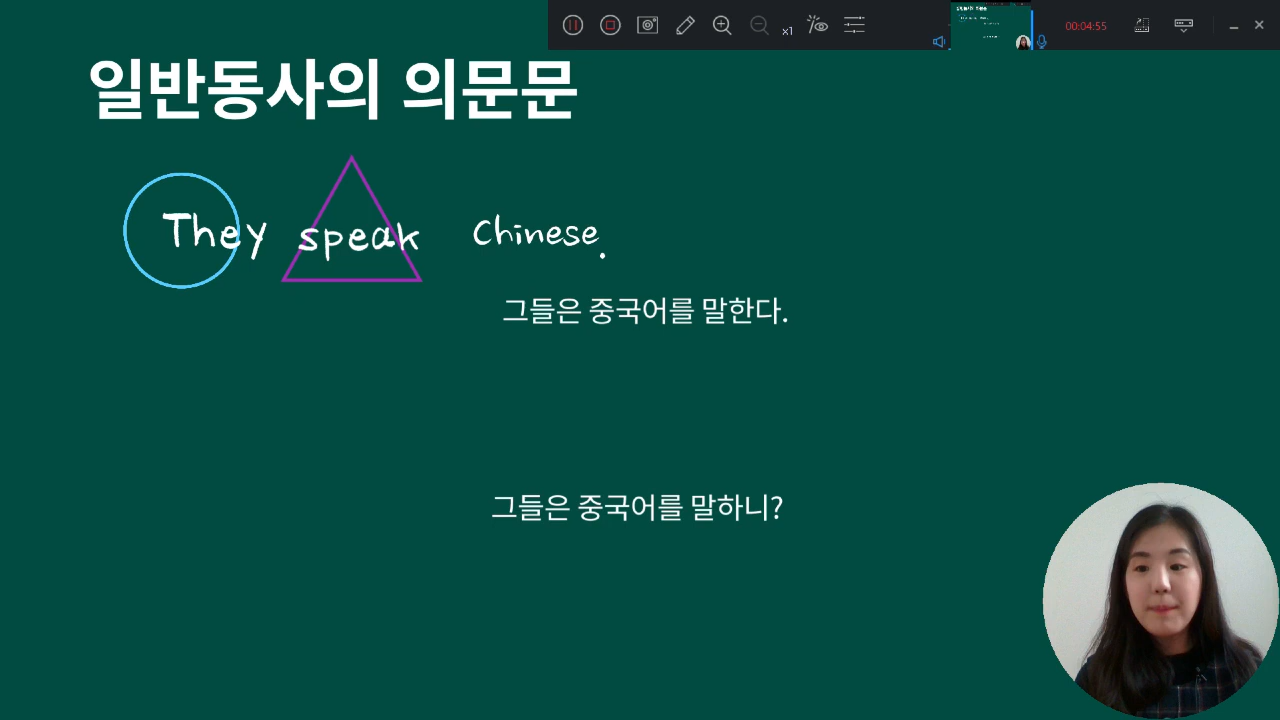 x1
00:04:55
일반동사의 의문문
They speak Chinese.
그들은 중국어를 말한다.
그들은 중국어를 말하니?